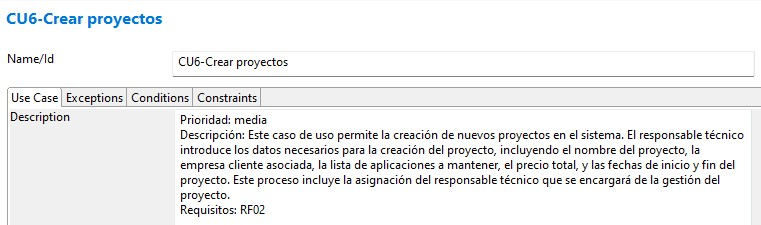 CU6-Crear proyectos
Name/Id
CU6-Crear proyectos
Use Case Exceptions Conditions Constraints
Description
Prioridad: media
Descripción: Este caso de uso permite la creación de nuevos proyectos en el sistema. El responsable técnico
introduce los datos necesarios para la creación del proyecto, incluyendo el nombre del proyecto, la
empresa cliente asociada, la lista de aplicaciones a mantener, el precio total, y las fechas de inicio y fin del
proyecto. Este proceso incluye la asignación del responsable técnico que se encargará de la gestión del
proyecto.
Requisitos: RF02